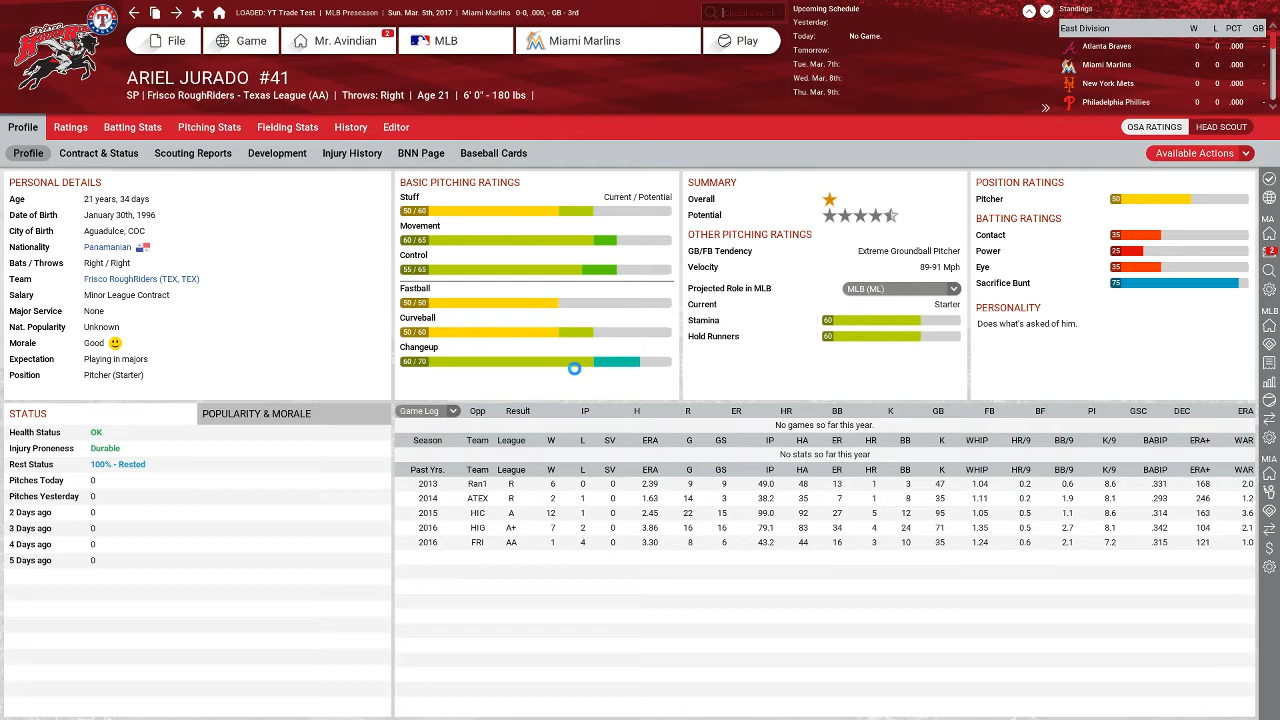 LOADED: YT Trade Test | MLB Preseason | Sun. Mar. 5th, 2017 | Miami Marlins 0-0, .000, - GB - 3rd
File Game Mr. Avindian 2 MLB Miami Marlins Play
Upcoming Schedule
Yesterday:
Today: No Game.
Tomorrow:
Tue. Mar. 7th:
Wed. Mar. 8th:
Thu. Mar. 9th:
Standings
East Division W L PCT GB
Atlanta Braves 0 0 .000 -
Miami Marlins 0 0 .000 -
New York Mets 0 0 .000 -
Philadelphia Phillies 0 0 .000 -
ARIEL JURADO #41
SP | Frisco RoughRiders - Texas League (AA) | Throws: Right | Age 21 | 6' 0" - 180 lbs |
Profile Ratings Batting Stats Pitching Stats Fielding Stats History Editor OSA RATINGS HEAD SCOUT
Profile Contract & Status Scouting Reports Development Injury History BNN Page Baseball Cards Available Actions
PERSONAL DETAILS
Age 21 years, 34 days
Date of Birth January 30th, 1996
City of Birth Aguadulce, COC
Nationality Panamanian
Bats / Throws Right / Right
Team Frisco RoughRiders (TEX, TEX)
Salary Minor League Contract
Major Service None
Nat. Popularity Unknown
Morale Good
Expectation Playing in majors
Position Pitcher (Starter)
BASIC PITCHING RATINGS
Stuff Current / Potential
50 / 60
Movement
60 / 65
Control
55 / 65
Fastball
50 / 50
Curveball
50 / 60
Changeup
60 / 70
SUMMARY
Overall
Potential
OTHER PITCHING RATINGS
GB/FB Tendency Extreme Groundball Pitcher
Velocity 89-91 Mph
Projected Role in MLB MLB (ML)
Current Starter
Stamina 60
Hold Runners 60
POSITION RATINGS
Pitcher 50
BATTING RATINGS
Contact 35
Power 25
Eye 35
Sacrifice Bunt 75
PERSONALITY
Does what's asked of him.
STATUS POPULARITY & MORALE
Health Status OK
Injury Proneness Durable
Rest Status 100% - Rested
Pitches Today 0
Pitches Yesterday 0
2 Days ago 0
3 Days ago 0
4 Days ago 0
5 Days ago 0
Game Log Opp Result IP H R ER HR BB K GB FB BF PI GSC DEC ERA
No games so far this year.
Season Team League W L SV ERA G GS IP HA ER HR BB K WHIP HR/9 BB/9 K/9 BABIP ERA+ WAR
No stats so far this year
Past Yrs. Team League W L SV ERA G GS IP HA ER HR BB K WHIP HR/9 BB/9 K/9 BABIP ERA+ WAR
2013 Ran1 R 6 0 0 2.39 9 9 49.0 48 13 1 3 47 1.04 0.2 0.6 8.6 .331 168 2.0
2014 ATEX R 2 1 0 1.63 14 3 38.2 35 7 1 8 35 1.11 0.2 1.9 8.1 .293 246 1.2
2015 HIC A 12 1 0 2.45 22 15 99.0 92 27 5 12 95 1.05 0.5 1.1 8.6 .314 163 3.6
2016 HIG A+ 7 2 0 3.86 16 16 79.1 83 34 4 24 71 1.35 0.5 2.7 8.1 .342 104 2.1
2016 FRI AA 1 4 0 3.30 8 6 43.2 44 16 3 10 35 1.24 0.6 2.1 7.2 .315 121 1.0
MLB
MIA